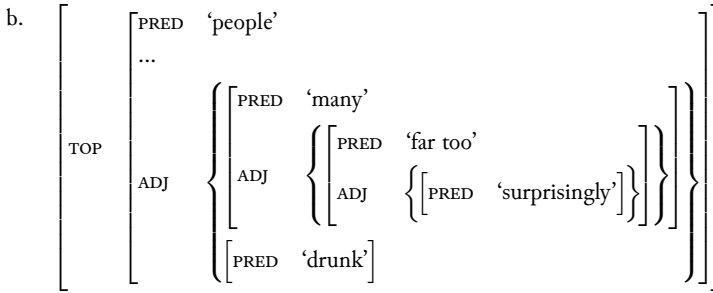 b.
PRED ‘people’
...
PRED ‘many’
PRED ‘far too’
TOP
ADJ
ADJ
ADJ
PRED ‘surprisingly’
PRED ‘drunk’